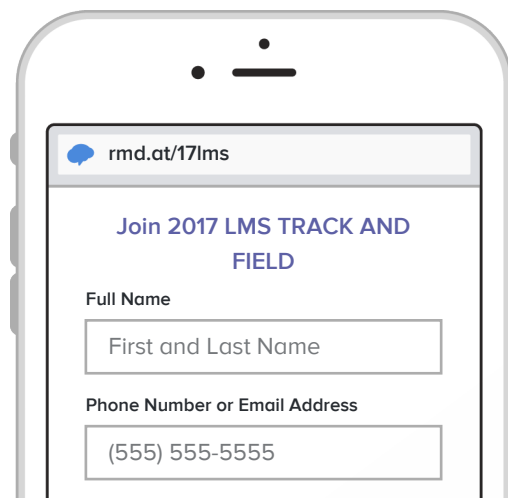 rmd.at/17lms
Join 2017 LMS TRACK AND
FIELD
Full Name
First and Last Name
Phone Number or Email Address
(555) 555-5555